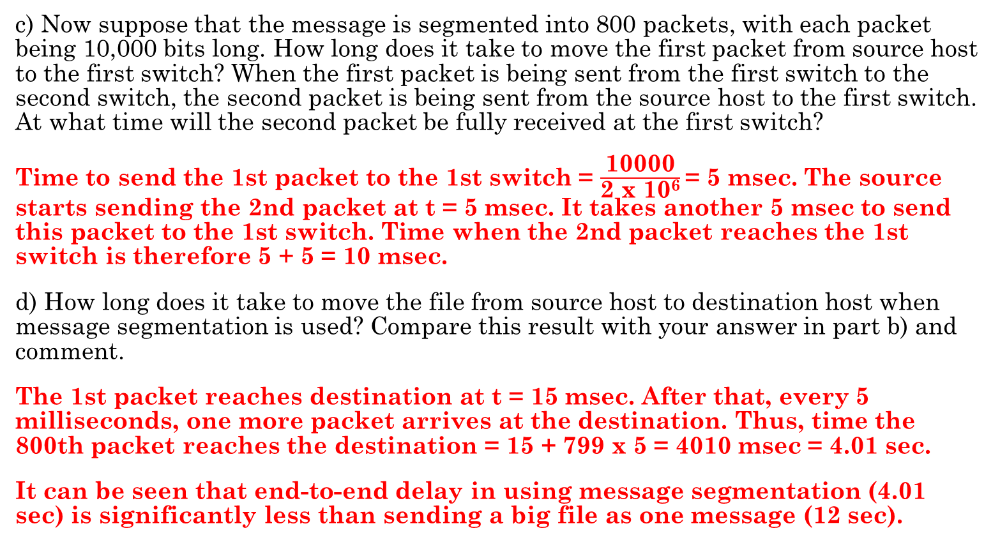 c) Now suppose that the message is segmented into 800 packets, with each packet
being 10,000 bits long. How long does it take to move the first packet from source host
to the first switch? When the first packet is being sent from the first switch to the
second switch, the second packet is being sent from the source host to the first switch.
At what time will the second packet be fully received at the first switch?
Time to send the 1st packet to the 1st switch = 10000 / 2 x 10⁶ = 5 msec. The source
starts sending the 2nd packet at t = 5 msec. It takes another 5 msec to send
this packet to the 1st switch. Time when the 2nd packet reaches the 1st
switch is therefore 5 + 5 = 10 msec.
d) How long does it take to move the file from source host to destination host when
message segmentation is used? Compare this result with your answer in part b) and
comment.
The 1st packet reaches destination at t = 15 msec. After that, every 5
milliseconds, one more packet arrives at the destination. Thus, time the
800th packet reaches the destination = 15 + 799 x 5 = 4010 msec = 4.01 sec.
It can be seen that end-to-end delay in using message segmentation (4.01
sec) is significantly less than sending a big file as one message (12 sec).